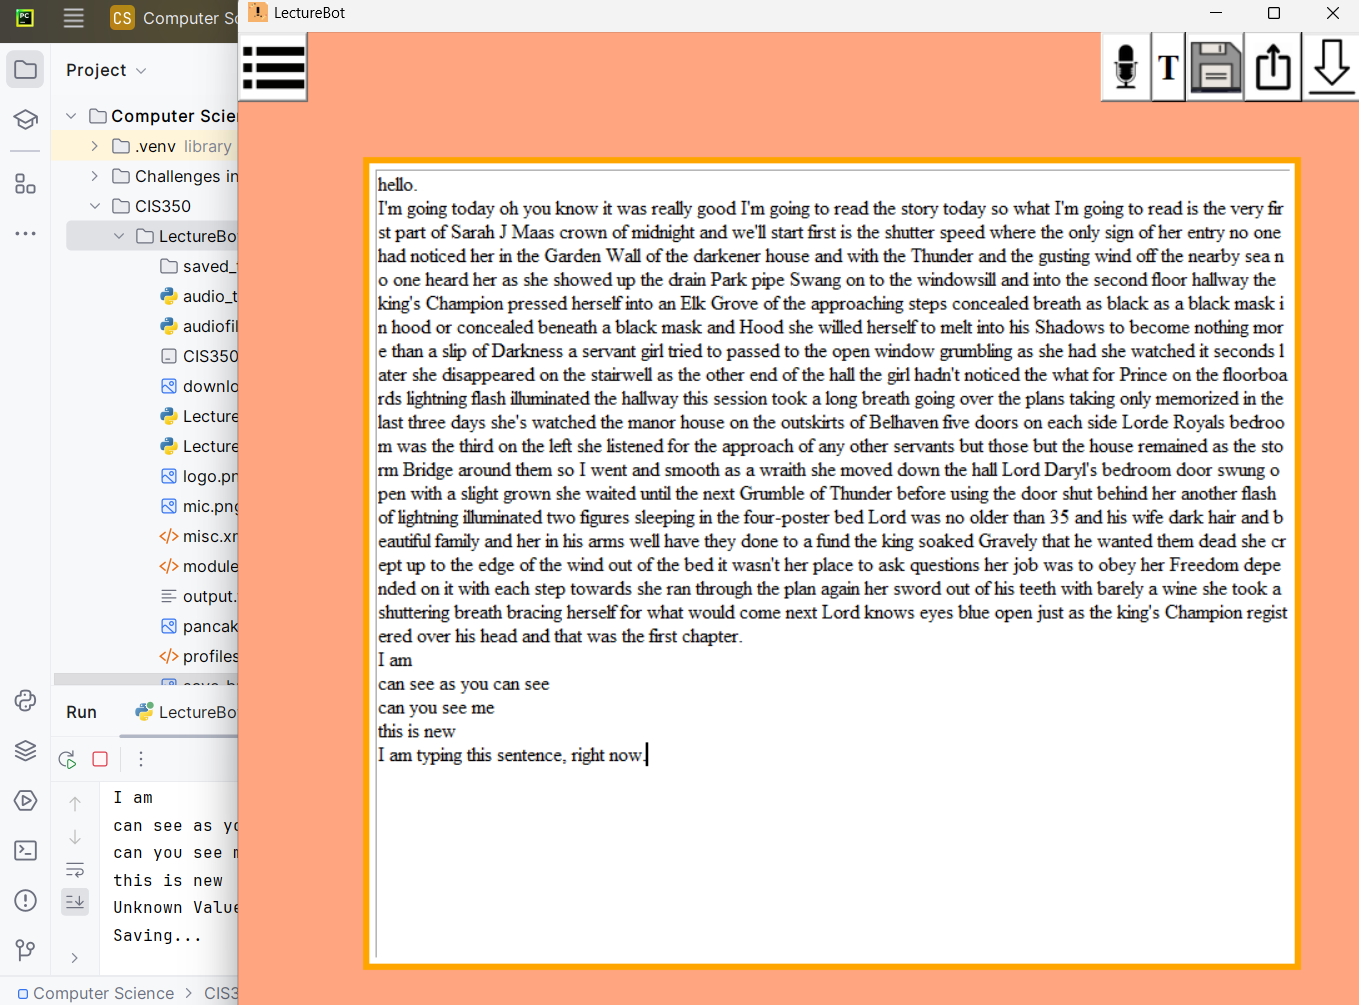 PC
CS Computer Sc
LectureBot
Project
T
Computer Scie
.venv library
Challenges in
CIS350
LectureBo
saved_
audio_t
audiofil
CIS350
downlo
Lecture
Lecture
logo.pn
mic.png
misc.xn
module
output.
pancak
profiles
Run
LectureBo
I am
can see as yo
can you see m
this is new
Unknown Value
Saving...
Computer Science > CIS3
hello.
I'm going today oh you know it was really good I'm going to read the story today so what I'm going to read is the very fir
st part of Sarah J Maas crown of midnight and we'll start first is the shutter speed where the only sign of her entry no one
had noticed her in the Garden Wall of the darkener house and with the Thunder and the gusting wind off the nearby sea n
o one heard her as she showed up the drain Park pipe Swang on to the windowsill and into the second floor hallway the
king's Champion pressed herself into an Elk Grove of the approaching steps concealed breath as black as a black mask i
n hood or concealed beneath a black mask and Hood she willed herself to melt into his Shadows to become nothing mor
e than a slip of Darkness a servant girl tried to passed to the open window grumbling as she had she watched it seconds l
ater she disappeared on the stairwell as the other end of the hall the girl hadn't noticed the what for Prince on the floorboa
rds lightning flash illuminated the hallway this session took a long breath going over the plans taking only memorized in the
last three days she's watched the manor house on the outskirts of Belhaven five doors on each side Lorde Royals bedroo
m was the third on the left she listened for the approach of any other servants but those but the house remained as the sto
rm Bridge around them so I went and smooth as a wraith she moved down the hall Lord Daryl's bedroom door swung o
pen with a slight grown she waited until the next Grumble of Thunder before using the door shut behind her another flash
of lightning illuminated two figures sleeping in the four-poster bed Lord was no older than 35 and his wife dark hair and b
eautiful family and her in his arms well have they done to a fund the king soaked Gravely that he wanted them dead she cr
ept up to the edge of the wind out of the bed it wasn't her place to ask questions her job was to obey her Freedom depe
nded on it with each step towards she ran through the plan again her sword out of his teeth with barely a wine she took a
shuttering breath bracing herself for what would come next Lord knows eyes blue open just as the king's Champion regist
ered over his head and that was the first chapter.
I am
can see as you can see
can you see me
this is new
I am typing this sentence, right now.